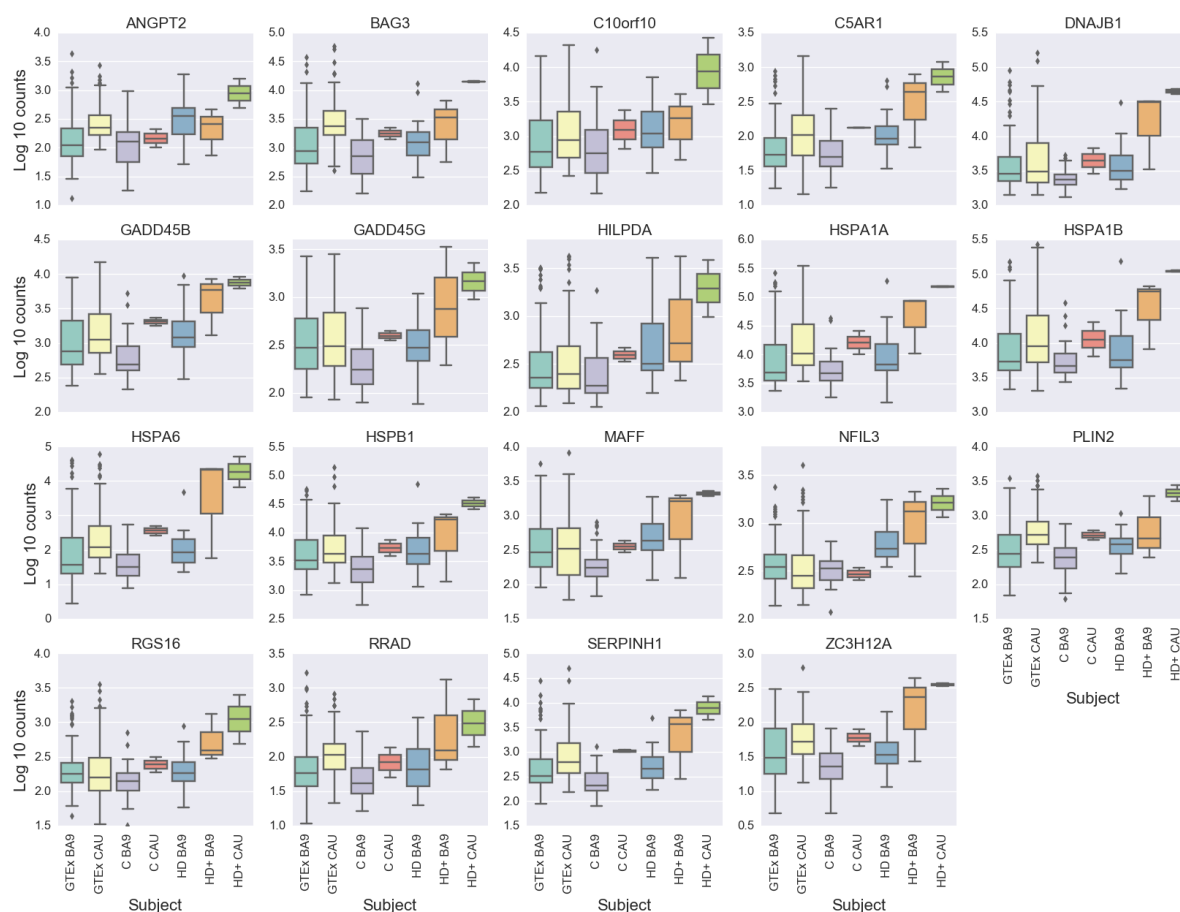 ANGPT2
BAG3
C10orf10
C5AR1
DNAJB1
Log 10 counts
4.0
3.5
3.0
2.5
2.0
1.5
1.0
5.0
4.5
4.0
3.5
3.0
2.5
2.0
4.5
4.0
3.5
3.0
2.5
2.0
3.5
3.0
2.5
2.0
1.5
1.0
5.5
5.0
4.5
4.0
3.5
3.0
GADD45B
GADD45G
HILPDA
HSPA1A
HSPA1B
Log 10 counts
4.5
4.0
3.5
3.0
2.5
2.0
3.5
3.0
2.5
2.0
3.5
3.0
2.5
2.0
6.0
5.5
5.0
4.5
4.0
3.5
3.0
5.5
5.0
4.5
4.0
3.5
3.0
HSPA6
HSPB1
MAFF
NFIL3
PLIN2
Log 10 counts
5
4
3
2
1
0
5.5
5.0
4.5
4.0
3.5
3.0
2.5
4.0
3.5
3.0
2.5
2.0
1.5
4.0
3.5
3.0
2.5
2.0
4.0
3.5
3.0
2.5
2.0
1.5
GTEx BA9
GTEx CAU
C BA9
C CAU
HD BA9
HD+ BA9
HD+ CAU
Subject
RGS16
RRAD
SERPINH1
ZC3H12A
Log 10 counts
4.0
3.5
3.0
2.5
2.0
1.5
3.5
3.0
2.5
2.0
1.5
1.0
5.0
4.5
4.0
3.5
3.0
2.5
2.0
1.5
3.0
2.5
2.0
1.5
1.0
0.5
GTEx BA9
GTEx CAU
C BA9
C CAU
HD BA9
HD+ BA9
HD+ CAU
GTEx BA9
GTEx CAU
C BA9
C CAU
HD BA9
HD+ BA9
HD+ CAU
GTEx BA9
GTEx CAU
C BA9
C CAU
HD BA9
HD+ BA9
HD+ CAU
GTEx BA9
GTEx CAU
C BA9
C CAU
HD BA9
HD+ BA9
HD+ CAU
Subject
Subject
Subject
Subject